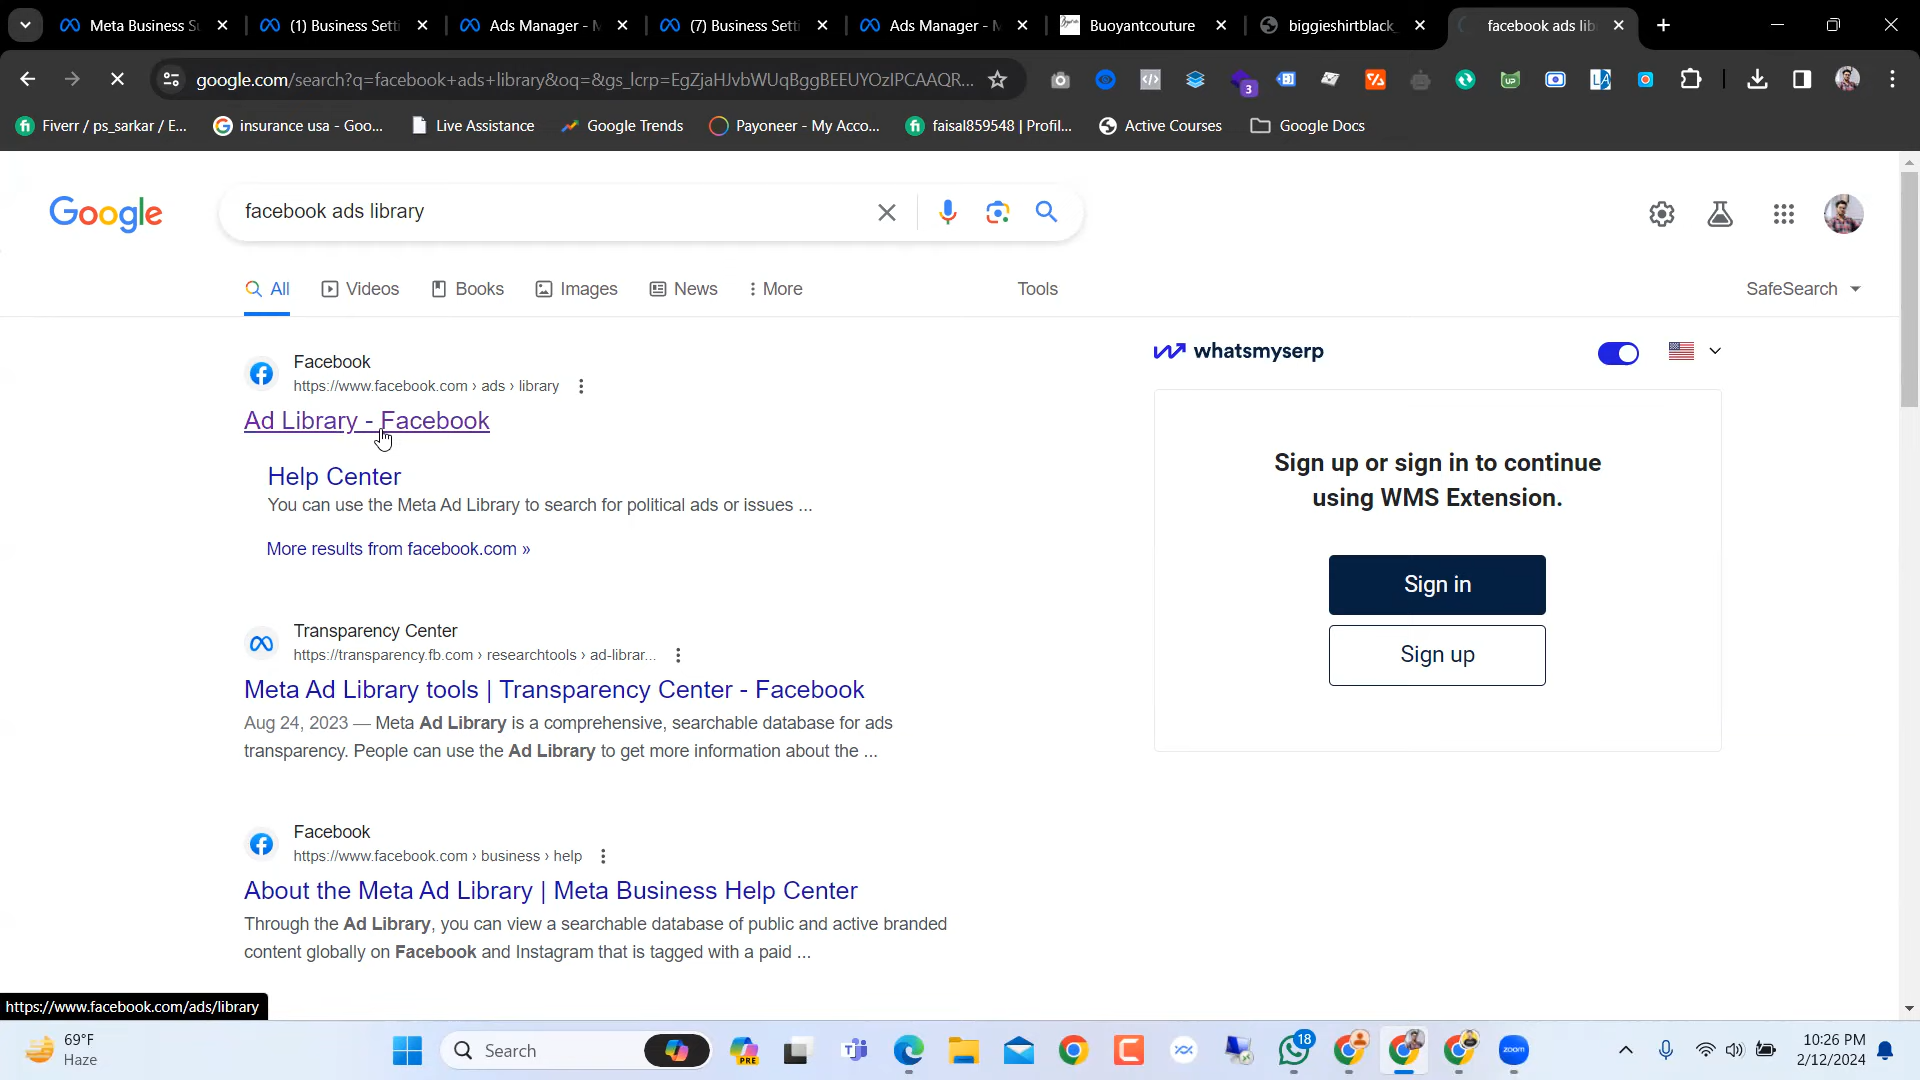 Meta Business Su
(1) Business Setti
Ads Manager - M
(7) Business Setti
Ads Manager - M
Buoyantcouture
biggieshirtblack_
facebook ads lib
google.com/search?q=facebook+ads+library&oq=&gs_lcrp=EgZjaHJvbWUqBggBEEUYOzIPCAAQR...
3
Fiverr / ps_sarkar / E...
insurance usa - Goo...
Live Assistance
Google Trends
Payoneer - My Acco...
faisal859548 | Profil...
Active Courses
Google Docs
Google
facebook ads library
All
Videos
Books
Images
News
More
Tools
SafeSearch
Facebook
https://www.facebook.com › ads › library
Ad Library - Facebook
Help Center
You can use the Meta Ad Library to search for political ads or issues ...
More results from facebook.com »
Transparency Center
https://transparency.fb.com › researchtools › ad-librar...
Meta Ad Library tools | Transparency Center - Facebook
Aug 24, 2023 — Meta Ad Library is a comprehensive, searchable database for ads
transparency. People can use the Ad Library to get more information about the ...
Facebook
https://www.facebook.com › business › help
About the Meta Ad Library | Meta Business Help Center
Through the Ad Library, you can view a searchable database of public and active branded
content globally on Facebook and Instagram that is tagged with a paid ...
whatsmyserp
Sign up or sign in to continue
using WMS Extension.
Sign in
Sign up
https://www.facebook.com/ads/library
69°F
Haze
Search
PRE
18
zoom
10:26 PM
2/12/2024